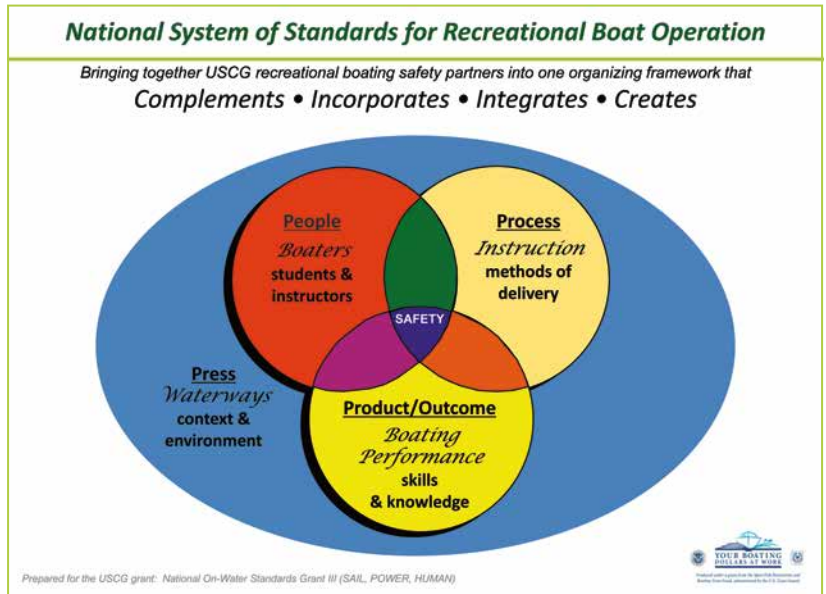 National System of Standards for Recreational Boat Operation
Bringing together USCG recreational boating safety partners into one organizing framework that
Complements • Incorporates • Integrates • Creates
People
Boaters
students &
instructors
Process
Instruction
methods of
delivery
SAFETY
Press
Waterways
context &
environment
Product/Outcome
Boating
Performance
skills
& knowledge
YOUR BOATING
DOLLARS AT WORK
Prepared for the USCG grant: National On-Water Standards Grant III (SAIL, POWER, HUMAN)